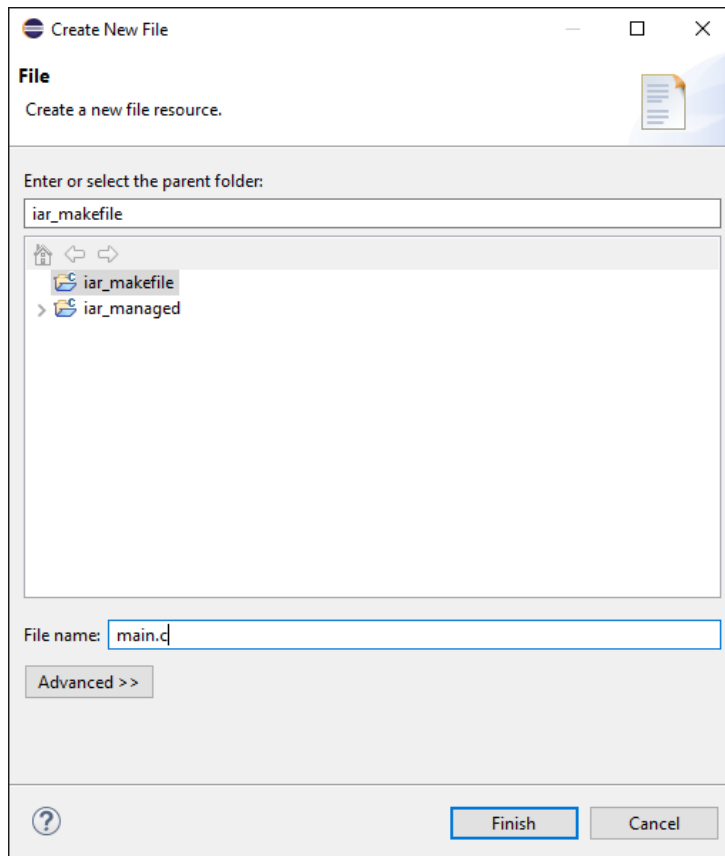 Create New File
File
Create a new file resource.
Enter or select the parent folder:
iar_makefile
iar_makefile
iar_managed
File name: main.c
Advanced >>
Finish Cancel